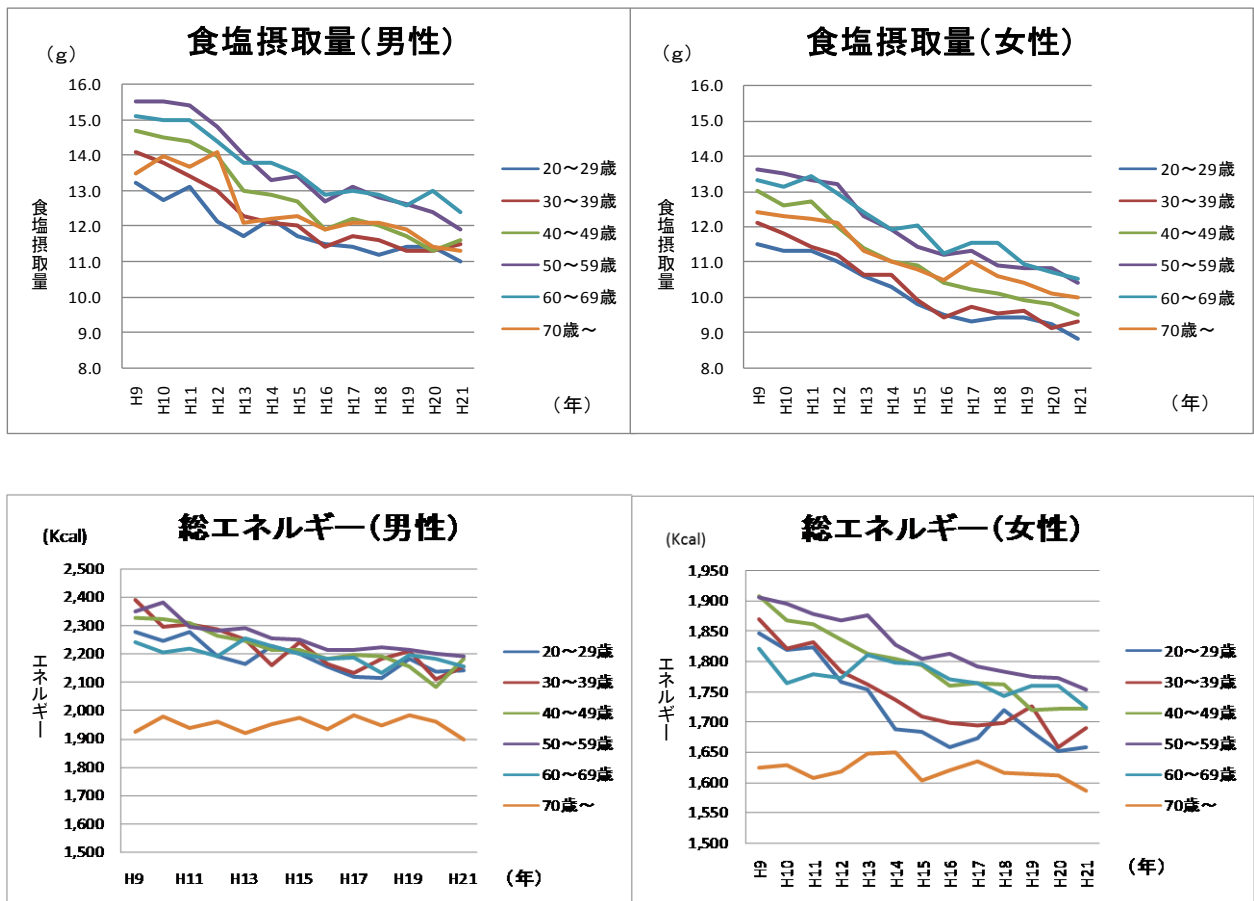 食塩摂取量(男性)
(g)
16.0
15.0
14.0
13.0
12.0
11.0
10.0
9.0
8.0
食塩摂取量
H9
H10
H11
H12
H13
H14
H15
H16
H17
H18
H19
H20
H21
(年)
20~29歳
30~39歳
40~49歳
50~59歳
60~69歳
70歳~
食塩摂取量(女性)
(g)
16.0
15.0
14.0
13.0
12.0
11.0
10.0
9.0
8.0
食塩摂取量
H9
H10
H11
H12
H13
H14
H15
H16
H17
H18
H19
H20
H21
(年)
20~29歳
30~39歳
40~49歳
50~59歳
60~69歳
70歳~
総エネルギー(男性)
(Kcal)
2,500
2,400
2,300
2,200
2,100
2,000
1,900
1,800
1,700
1,600
1,500
エネルギー
H9 H11 H13 H15 H17 H19 H21 (年)
20~29歳
30~39歳
40~49歳
50~59歳
60~69歳
70歳~
総エネルギー(女性)
(Kcal)
1,950
1,900
1,850
1,800
1,750
1,700
1,650
1,600
1,550
1,500
エネルギー
H9
H10
H11
H12
H13
H14
H15
H16
H17
H18
H19
H20
H21
(年)
20~29歳
30~39歳
40~49歳
50~59歳
60~69歳
70歳~